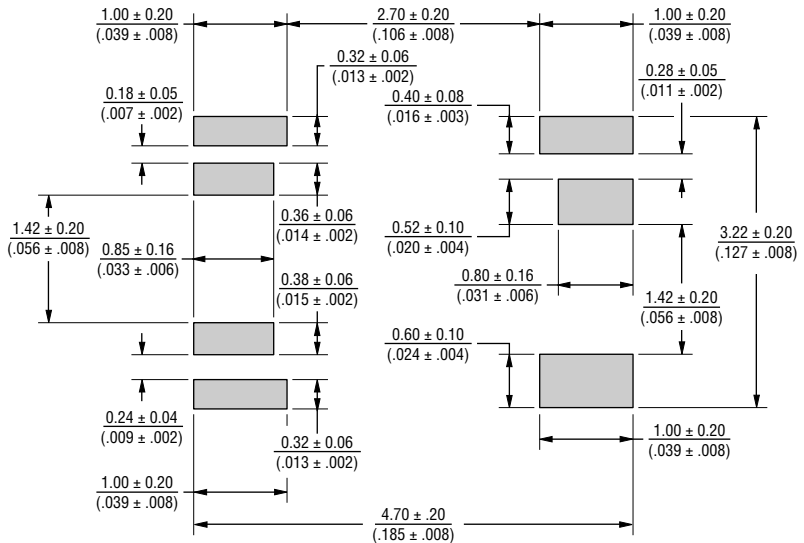 1.00 ± 0.20
(.039 ± .008)
2.70 ± 0.20
(.106 ± .008)
1.00 ± 0.20
(.039 ± .008)
0.32 ± 0.06
(.013 ± .002)
0.28 ± 0.05
(.011 ± .002)
0.18 ± 0.05
(.007 ± .002)
0.40 ± 0.08
(.016 ± .003)
1.42 ± 0.20
(.056 ± .008)
0.85 ± 0.16
(.033 ± .006)
0.36 ± 0.06
(.014 ± .002)
0.52 ± 0.10
(.020 ± .004)
3.22 ± 0.20
(.127 ± .008)
0.38 ± 0.06
(.015 ± .002)
0.80 ± 0.16
(.031 ± .006)
1.42 ± 0.20
(.056 ± .008)
0.60 ± 0.10
(.024 ± .004)
0.24 ± 0.04
(.009 ± .002)
0.32 ± 0.06
(.013 ± .002)
1.00 ± 0.20
(.039 ± .008)
1.00 ± 0.20
(.039 ± .008)
4.70 ± .20
(.185 ± .008)